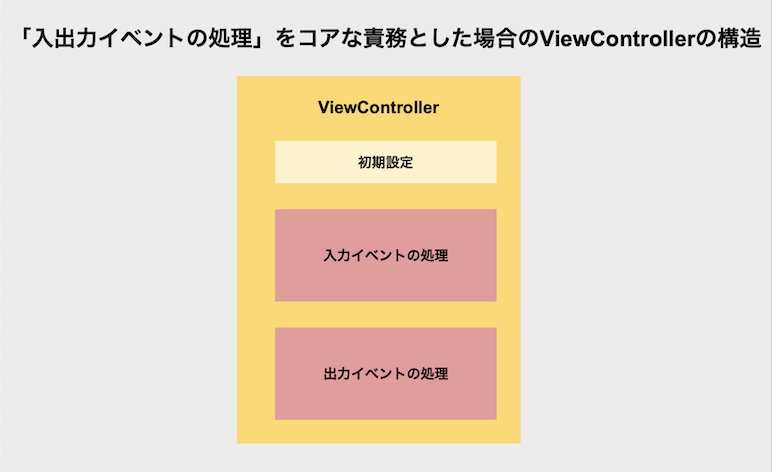 「入出力イベントの処理」をコアな責務とした場合のViewControllerの構造
ViewController
初期設定
入力イベントの処理
出力イベントの処理